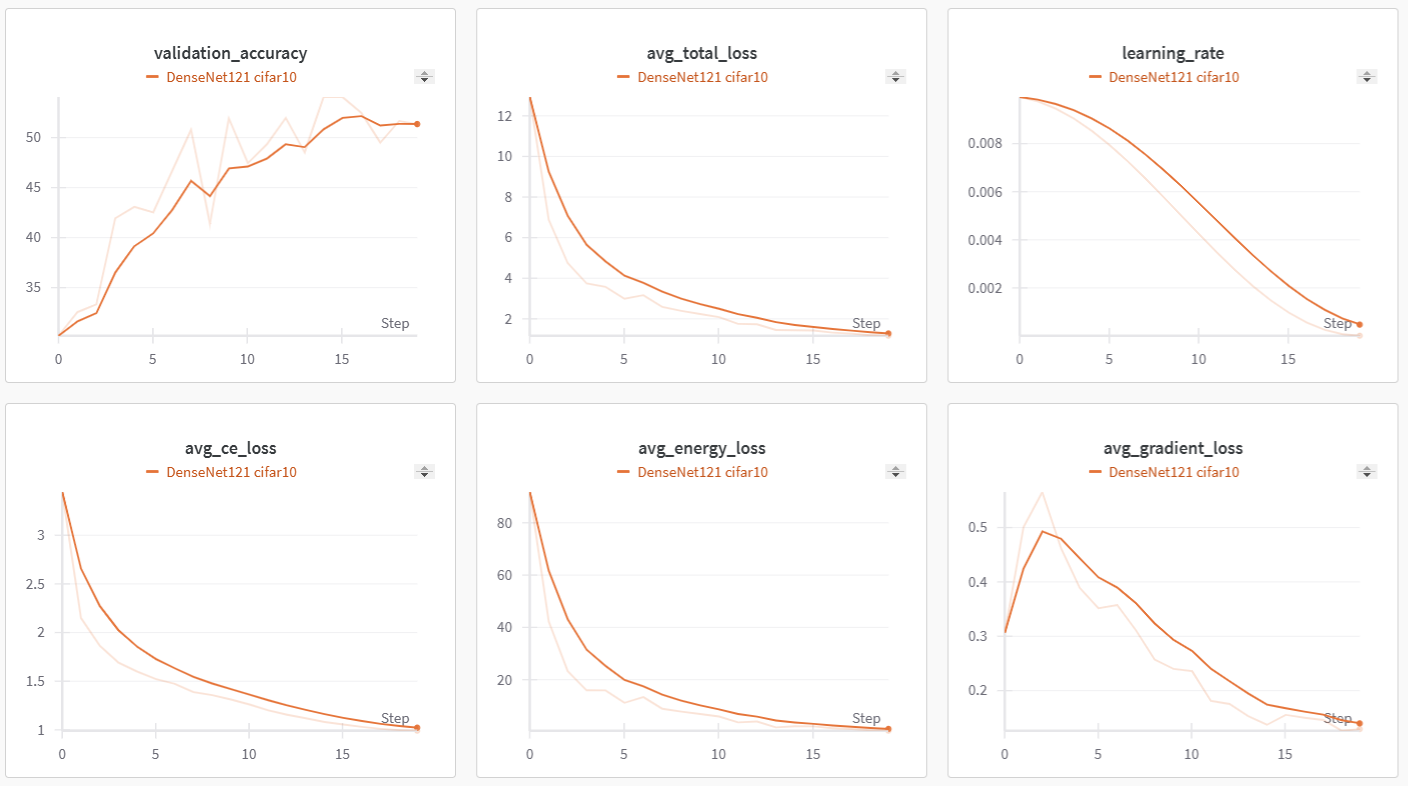 validation_accuracy
DenseNet121 cifar10
50
45
40
35
Step
0 5 10 15
avg_total_loss
DenseNet121 cifar10
12
10
8
6
4
2
Step
0 5 10 15
learning_rate
DenseNet121 cifar10
0.008
0.006
0.004
0.002
Step
0 5 10 15
avg_ce_loss
DenseNet121 cifar10
3
2.5
2
1.5
1
Step
0 5 10 15
avg_energy_loss
DenseNet121 cifar10
80
60
40
20
Step
0 5 10 15
avg_gradient_loss
DenseNet121 cifar10
0.5
0.4
0.3
0.2
Step
0 5 10 15